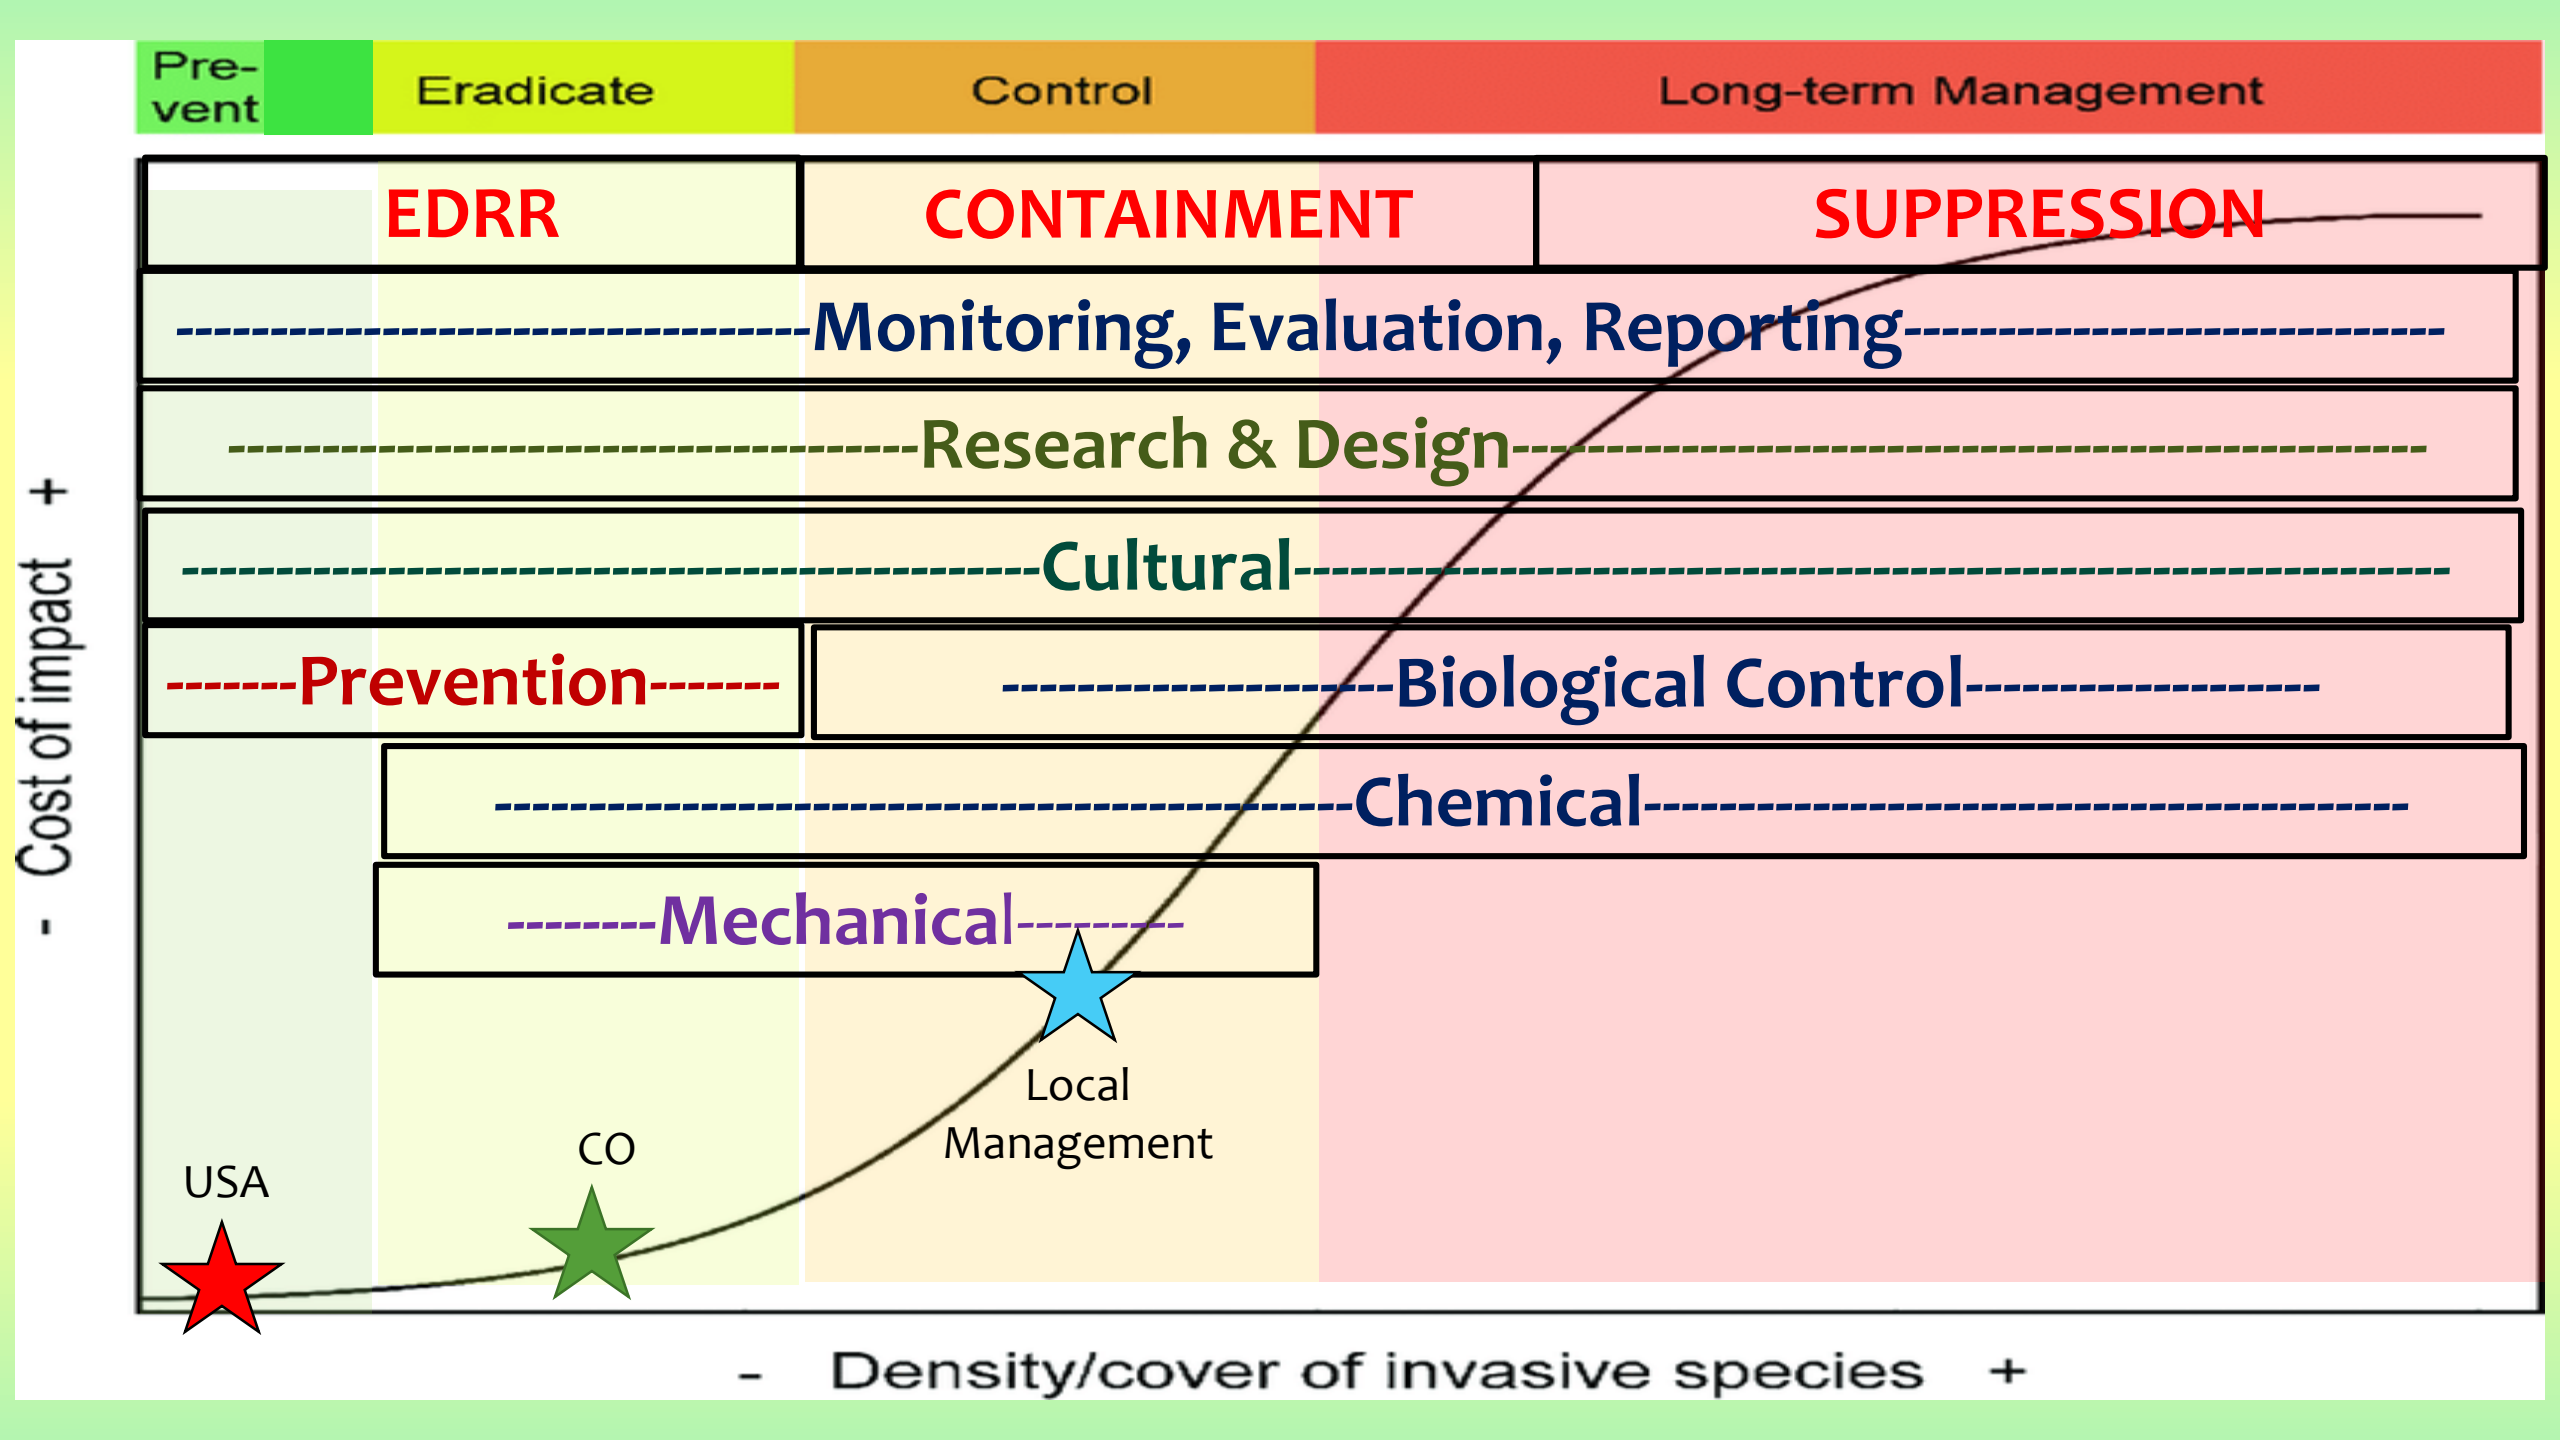 Pre-
vent
Eradicate
Control
Long-term Management
EDRR
CONTAINMENT
SUPPRESSION
---------------------------------Monitoring, Evaluation, Reporting----------------------------
------------------------------------Research & Design------------------------------------------------
---------------------------------------------Cultural-------------------------------------------------------------
-------Prevention-------
---------------------Biological Control-------------------
---------------------------------------------Chemical----------------------------------------
--------Mechanical---------
Local
Management
CO
USA
- Cost of impact +
- Density/cover of invasive species +